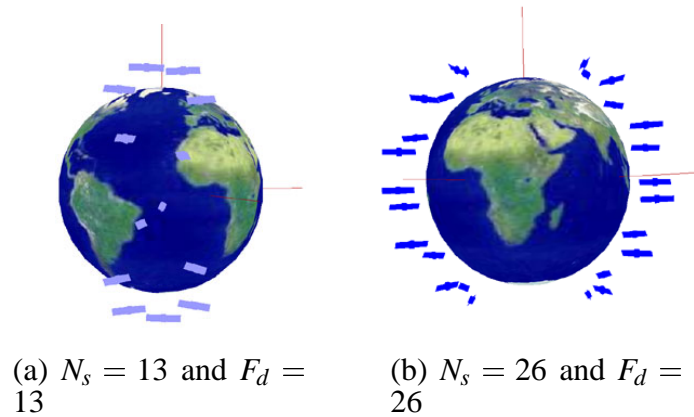 (a) N_s = 13 and F_d =
13
(b) N_s = 26 and F_d =
26